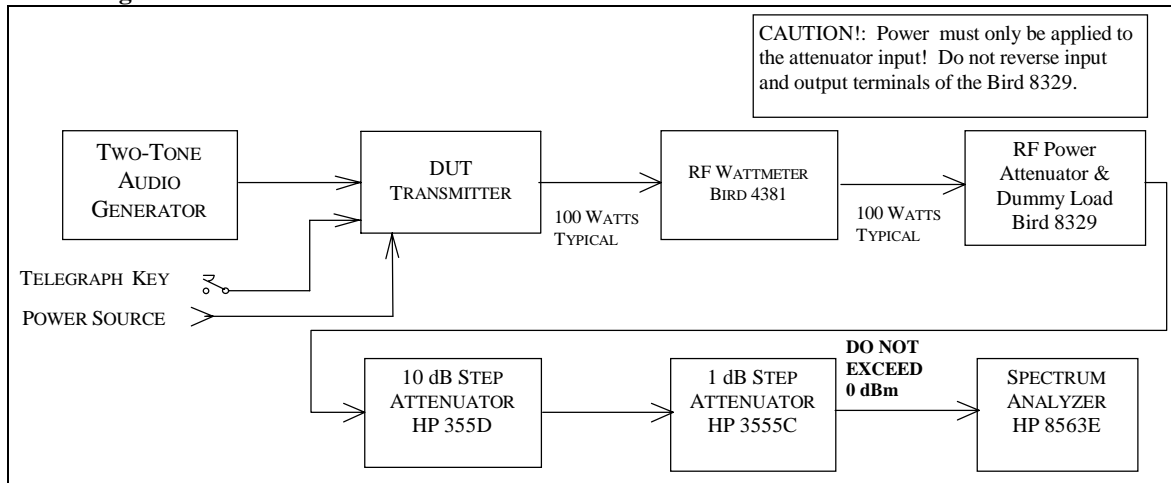 CAUTION!: Power must only be applied to
the attenuator input! Do not reverse input
and output terminals of the Bird 8329.
TWO-TONE
AUDIO
GENERATOR
DUT
TRANSMITTER
RF WATTMETER
BIRD 4381
RF Power
Attenuator &
Dummy Load
Bird 8329
100 WATTS
TYPICAL
100 WATTS
TYPICAL
TELEGRAPH KEY
POWER SOURCE
10 dB STEP
ATTENUATOR
HP 355D
1 dB STEP
ATTENUATOR
HP 3555C
DO NOT
EXCEED
0 dBm
SPECTRUM
ANALYZER
HP 8563E